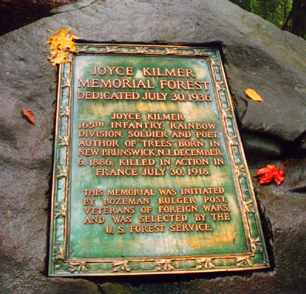 JOYCE KILMER
MEMORIAL FOREST
DEDICATED JULY 30, 1936
JOYCE KILMER
165TH INFANTRY, RAINBOW
DIVISION, SOLDIER AND POET,
AUTHOR OF "TREES" BORN IN
NEW BRUNSWICK, N.J. DECEMBER
6, 1886, KILLED IN ACTION IN
FRANCE JULY 30, 1918.
THIS MEMORIAL WAS INITIATED
BY BOZEMAN BULGER POST,
VETERANS OF FOREIGN WARS,
AND WAS SELECTED BY THE
U. S. FOREST SERVICE.